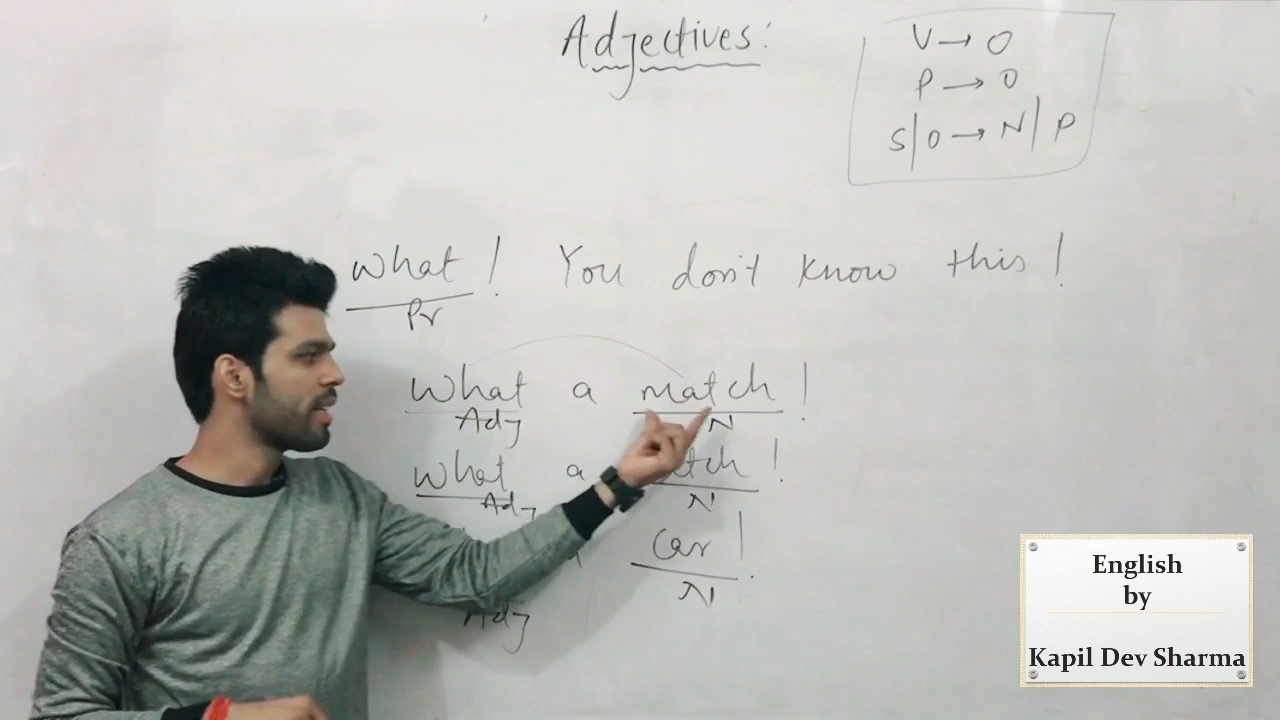 Adjectives:
V → O
P → O
S|O → N|P
What! You don't know this!
Pr
What a match!
Adj N
What a
Adj N
Car!
Adj N
English
by
Kapil Dev Sharma